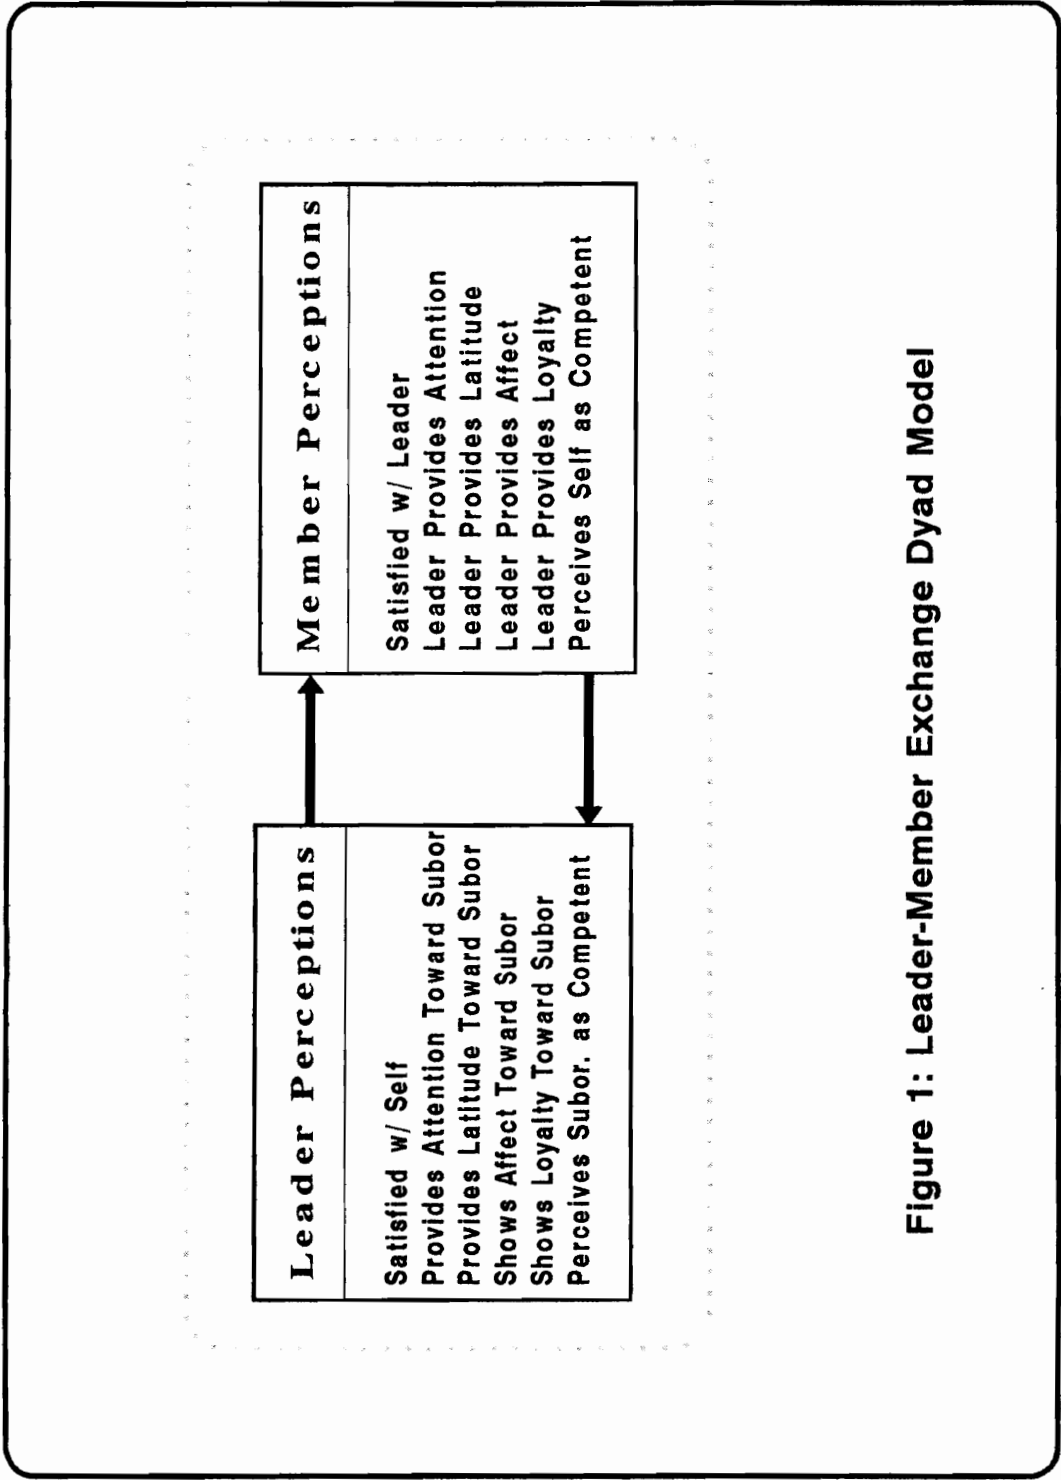 Leader Perceptions
Satisfied w/ Self
Provides Attention Toward Subor
Provides Latitude Toward Subor
Shows Affect Toward Subor
Shows Loyalty Toward Subor
Perceives Subor. as Competent
Member Perceptions
Satisfied w/ Leader
Leader Provides Attention
Leader Provides Latitude
Leader Provides Affect
Leader Provides Loyalty
Perceives Self as Competent
Figure 1: Leader-Member Exchange Dyad Model